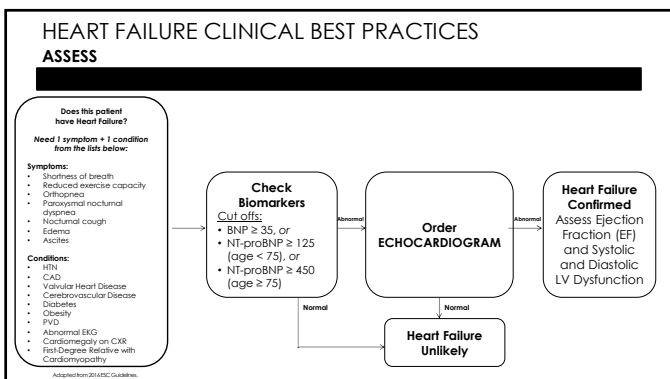 HEART FAILURE CLINICAL BEST PRACTICES
ASSESS
Does this patient
have Heart Failure?
Need 1 symptom + 1 condition
from the lists below:
Symptoms:
• Shortness of breath
• Reduced exercise capacity
• Orthopnea
• Paroxysmal nocturnal
dyspnea
• Nocturnal cough
• Edema
• Ascites
Conditions:
• HTN
• CAD
• Valvular Heart Disease
• Cerebrovascular Disease
• Diabetes
• Obesity
• PVD
• Abnormal EKG
• Cardiomegaly on CXR
• First-Degree Relative with
Cardiomyopathy
Adapted from 2016 ESC Guidelines.
Check
Biomarkers
Cut offs:
• BNP ≥ 35, or
• NT-proBNP ≥ 125
(age < 75), or
• NT-proBNP ≥ 450
(age ≥ 75)
Abnormal
Normal
Order
ECHOCARDIOGRAM
Abnormal
Normal
Heart Failure
Confirmed
Assess Ejection
Fraction (EF)
and Systolic
and Diastolic
LV Dysfunction
Heart Failure
Unlikely